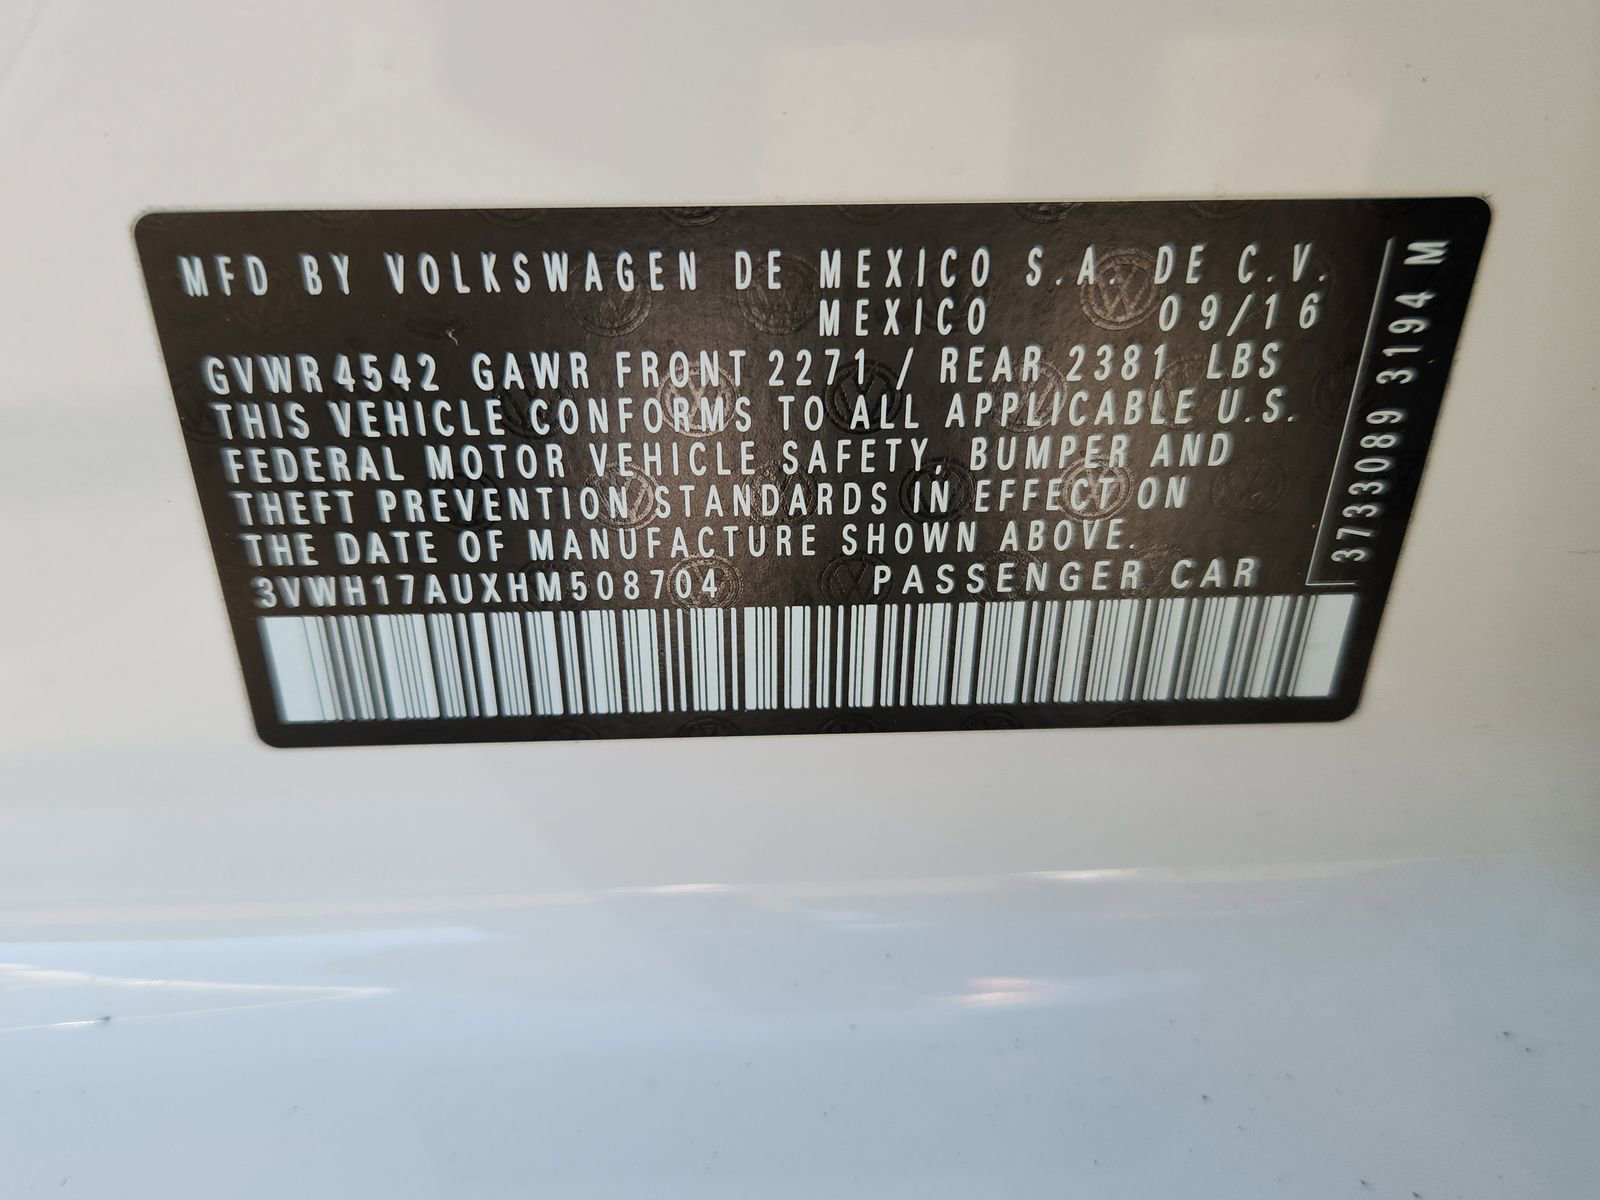 MFD BY VOLKSWAGEN DE MEXICO S.A. DE C.V.
MEXICO 09/16
GVWR 4542 GAWR FRONT 2271 / REAR 2381 LBS
THIS VEHICLE CONFORMS TO ALL APPLICABLE U.S.
FEDERAL MOTOR VEHICLE SAFETY, BUMPER AND
THEFT PREVENTION STANDARDS IN EFFECT ON
THE DATE OF MANUFACTURE SHOWN ABOVE.
3VWH17AUXHM508704 PASSENGER CAR
3733089 3194 M